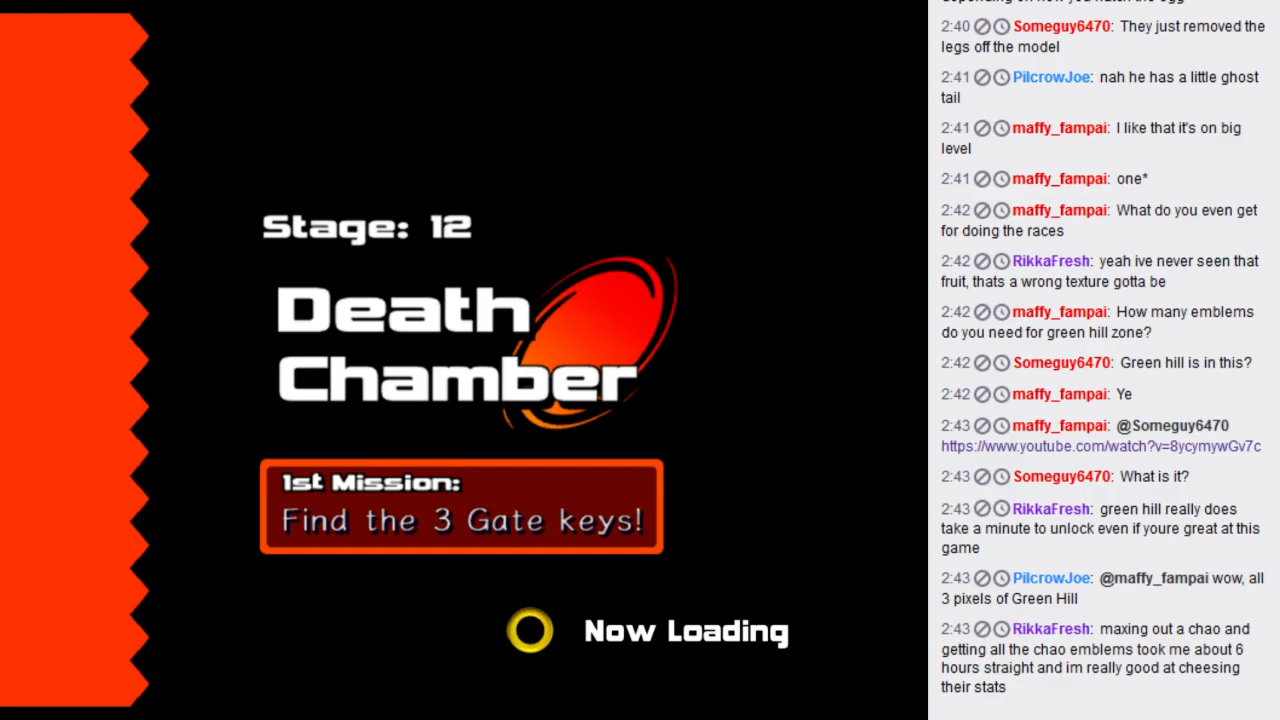 Stage: 12
Death
Chamber
1st Mission:
Find the 3 Gate keys!
Now Loading
2:40 Someguy6470: They just removed the
legs off the model
2:41 PilcrowJoe: nah he has a little ghost
tail
2:41 maffy_fampai: I like that it's on big
level
2:41 maffy_fampai: one*
2:42 maffy_fampai: What do you even get
for doing the races
2:42 RikkaFresh: yeah ive never seen that
fruit, thats a wrong texture gotta be
2:42 maffy_fampai: How many emblems
do you need for green hill zone?
2:42 Someguy6470: Green hill is in this?
2:42 maffy_fampai: Ye
2:43 maffy_fampai: @Someguy6470
https://www.youtube.com/watch?v=8ycymywGv7c
2:43 Someguy6470: What is it?
2:43 RikkaFresh: green hill really does
take a minute to unlock even if youre great at this
game
2:43 PilcrowJoe: @maffy_fampai wow, all
3 pixels of Green Hill
2:43 RikkaFresh: maxing out a chao and
getting all the chao emblems took me about 6
hours straight and im really good at cheesing
their stats